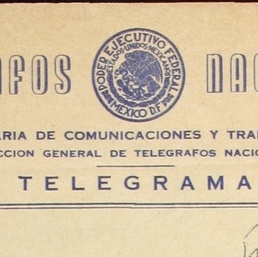 PODER EJECUTIVO FEDERAL
ESTADOS UNIDOS MEXICANOS
MEXICO D.F.
AFOS NAC
ARIA DE COMUNICACIONES Y TRA
CCION GENERAL DE TELEGRAFOS NACIO
TELEGRAMA